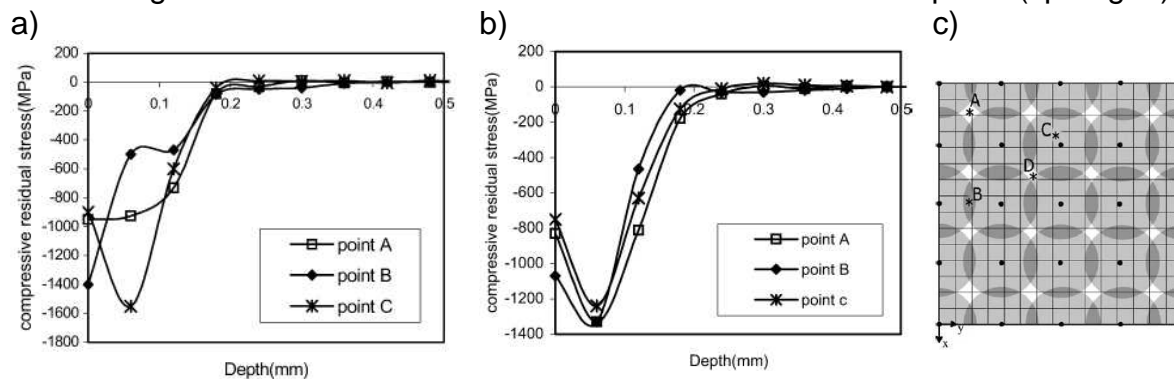 a)
b)
c)
200
0
-200
-400
-600
-800
-1000
-1200
-1400
-1600
-1800
0
0.1
0.2
0.3
0.4
0.5
compressive residual stress(MPa)
Depth(mm)
point A
point B
point C
200
0
-200
-400
-600
-800
-1000
-1200
-1400
0
0.1
0.2
0.3
0.4
0.5
compressive residual stress(MPa)
Depth(mm)
point A
point B
point c
A
C
D
B
y
x